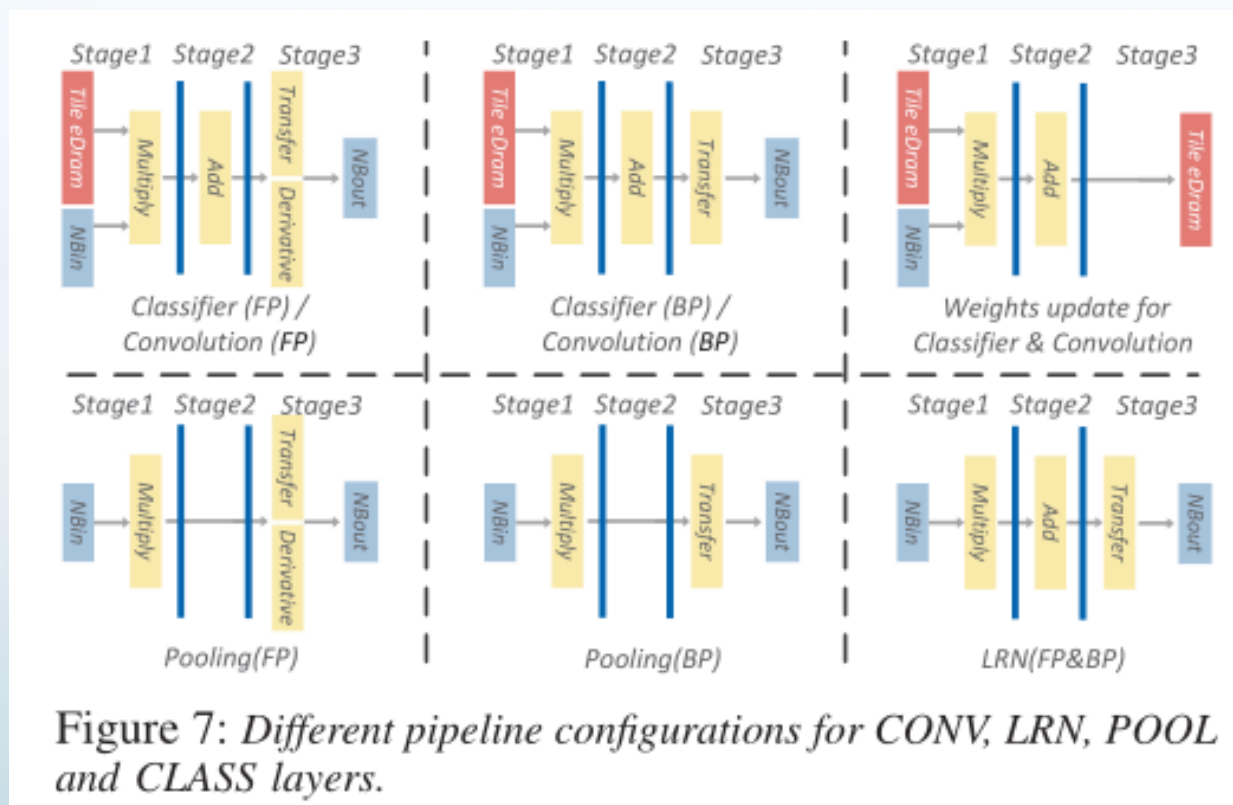 Stage1 Stage2 Stage3
Tile eDram
NBin
Multiply
Add
Transfer
Derivative
NBout
Classifier (FP) /
Convolution (FP)
Stage1 Stage2 Stage3
Tile eDram
NBin
Multiply
Add
Transfer
NBout
Classifier (BP) /
Convolution (BP)
Stage1 Stage2 Stage3
Tile eDram
NBin
Multiply
Add
Tile eDram
Weights update for
Classifier & Convolution
Stage1 Stage2 Stage3
NBin
Multiply
Transfer
Derivative
NBout
Pooling(FP)
Stage1 Stage2 Stage3
NBin
Multiply
Transfer
NBout
Pooling(BP)
Stage1 Stage2 Stage3
NBin
Multiply
Add
Transfer
NBout
LRN(FP&BP)
Figure 7: Different pipeline configurations for CONV, LRN, POOL
and CLASS layers.